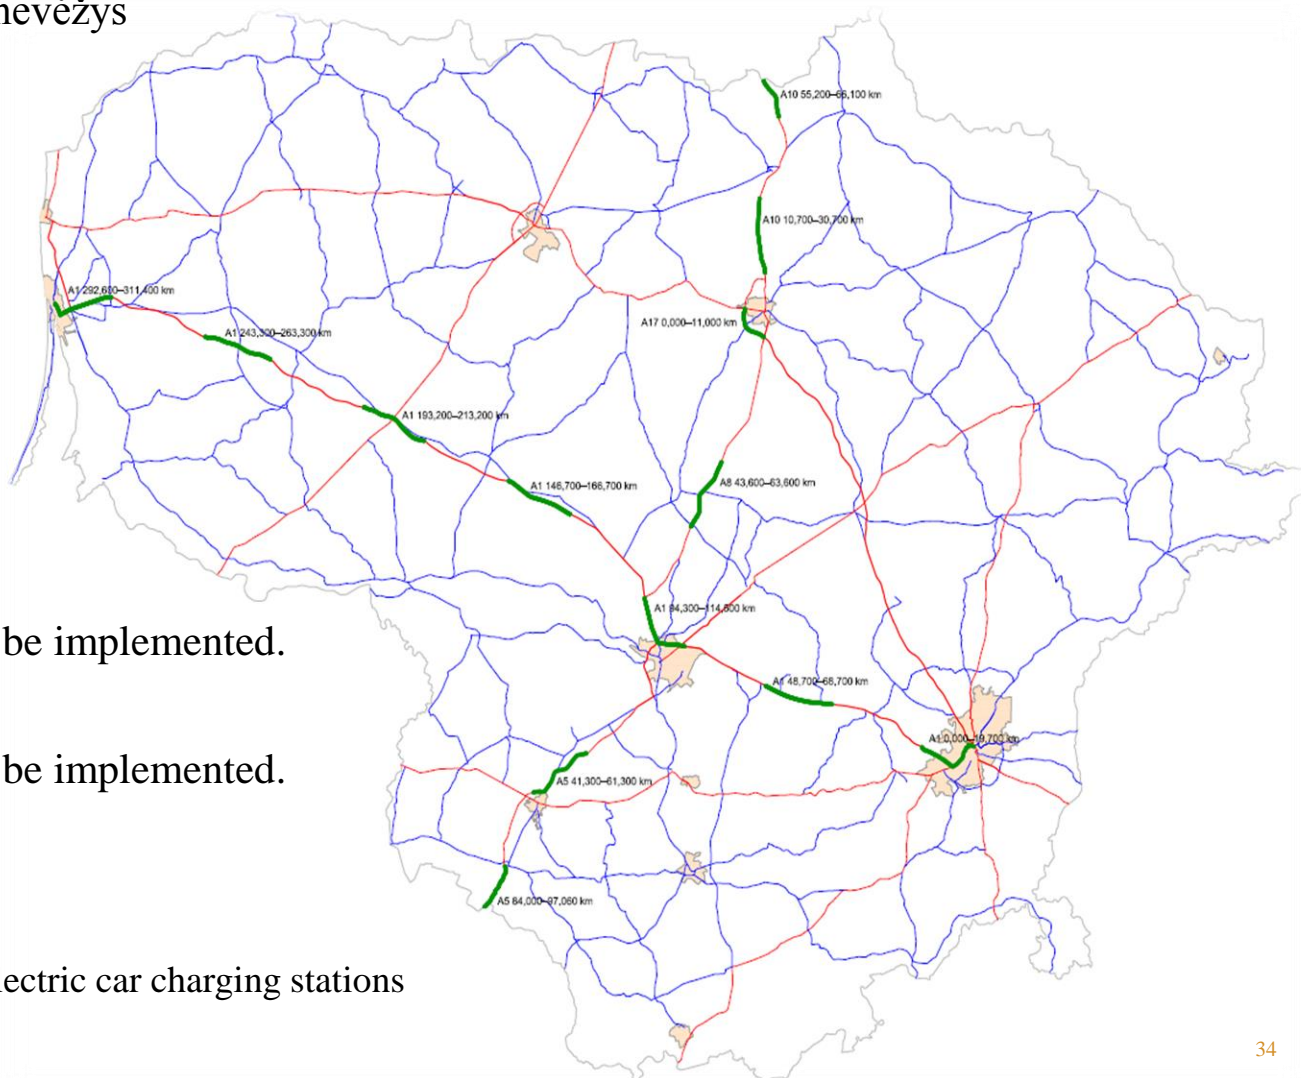 nevėžys
A10 55,200–66,100 km
A10 10,700–30,700 km
A1 292,600–311,400 km
A17 0,000–11,000 km
A1 243,300–263,300 km
A1 193,200–213,200 km
A8 43,600–63,600 km
A1 146,700–166,700 km
A1 94,300–114,500 km
be implemented.
A1 48,700–68,700 km
A1 0,000–19,700 km
be implemented.
A5 41,300–61,300 km
A5 84,000–97,060 km
lectric car charging stations
34